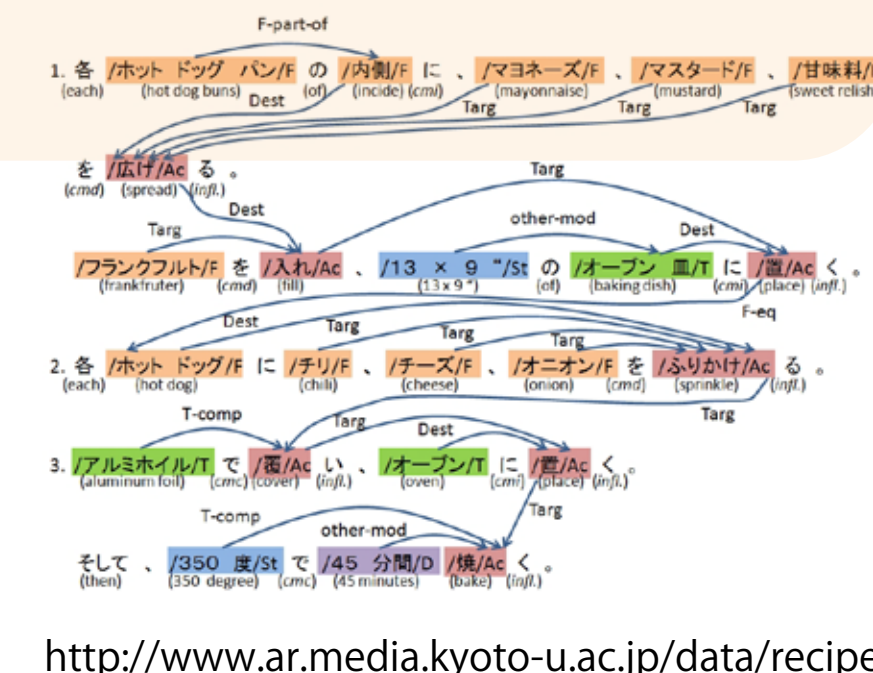 F-part-of
1. 各 /ホット ドッグ パン/F の /内側/F に 、 /マヨネーズ/F 、 /マスタード/F 、 /甘味料/
(each) (hot dog buns) (of) (incide) (cmi) (mayonnaise) (mustard) (sweet relish
Dest Targ Targ Targ
を /広げ/Ac る 。
(cmd) (spread) (infl.)
Targ
Dest
Targ other-mod Dest
/フランクフルト/F を /入れ/Ac 、 /13 × 9 "/St の /オーブン 皿/T に /置/Ac く 。
(frankfruter) (cmd) (fill) (13 x 9 ") (of) (baking dish) (cmi) (place) (infl.)
F-eq
Dest Targ Targ Targ
2. 各 /ホット ドッグ/F に /チリ/F 、 /チーズ/F 、 /オニオン/F を /ふりかけ/Ac る 。
(each) (hot dog) (chili) (cheese) (onion) (cmd) (sprinkle) (infl.)
T-comp Targ Dest Targ
3. /アルミホイル/T で /覆/Ac い 、 /オーブン/T に /置/Ac く 。
(aluminum foil) (cmc) (cover) (infl.) (oven) (cmi) (place) (infl.)
T-comp other-mod Targ
そして 、 /350 度/St で /45 分間/D /焼/Ac く 。
(then) (350 degree) (cmc) (45 minutes) (bake) (infl.)
http://www.ar.media.kyoto-u.ac.jp/data/recipe